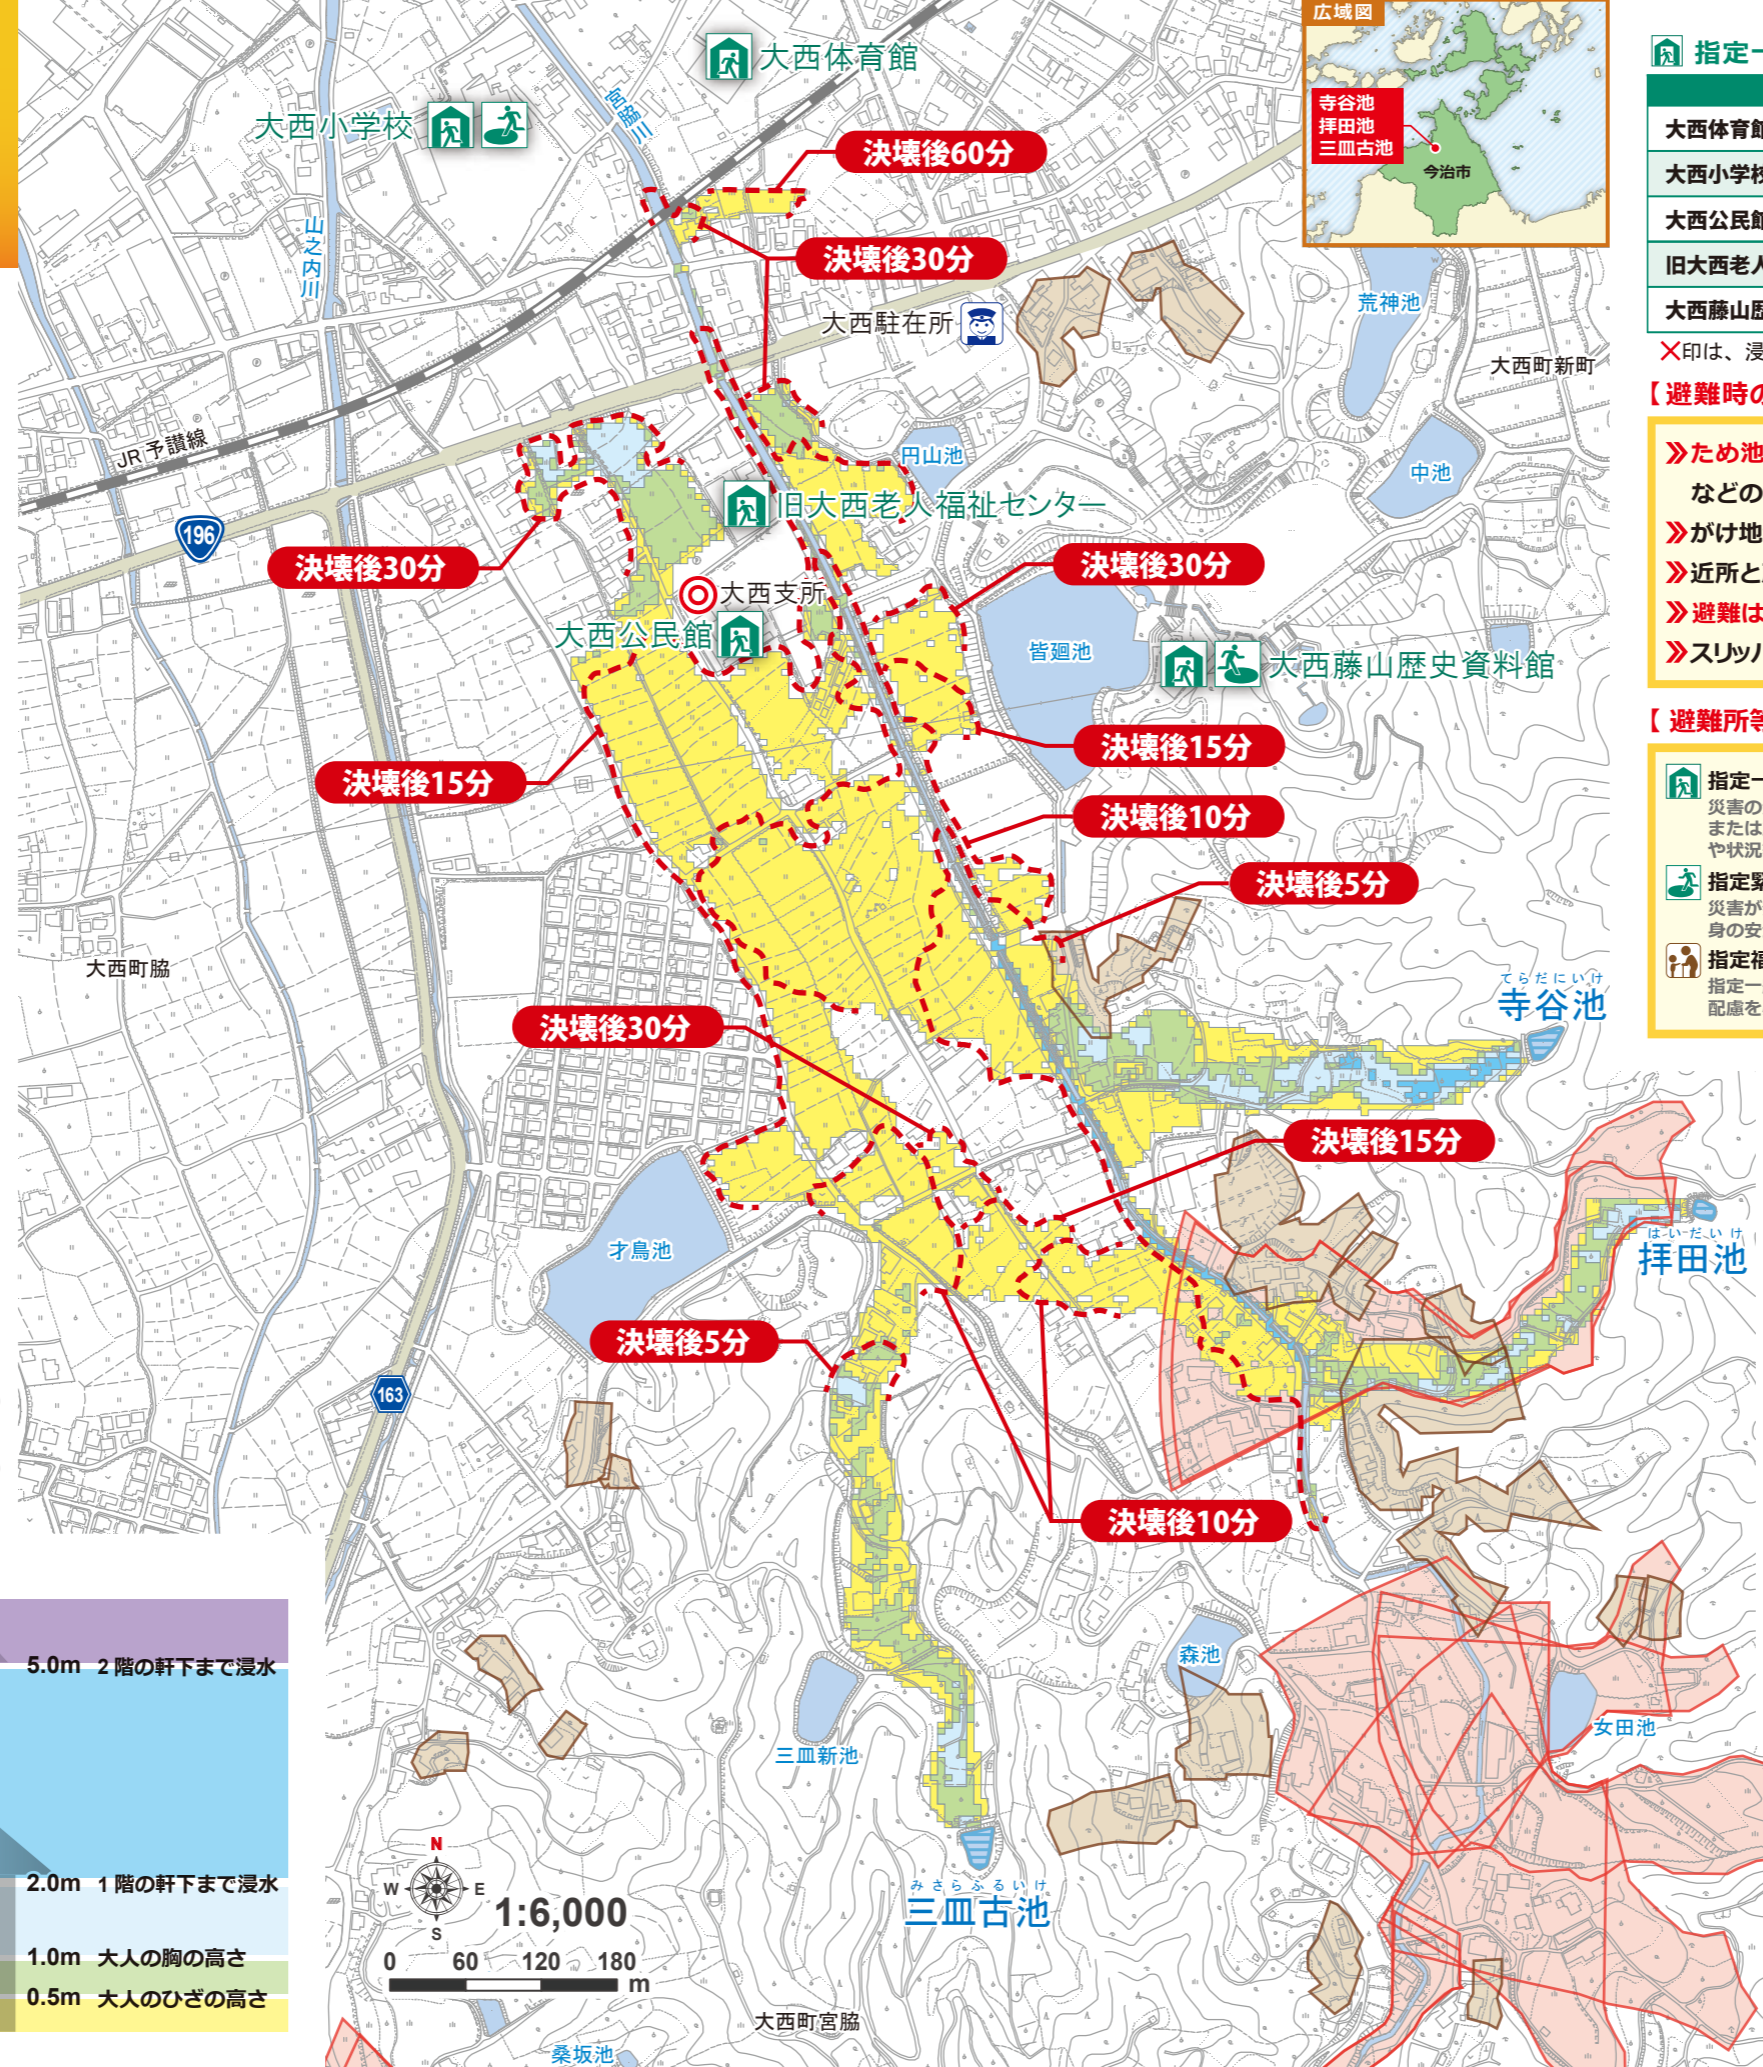 広域図
寺谷池
拝田池
三皿古池
今治市
大西体育館
大西小学校
宮脇川
山之内川
決壊後60分
決壊後30分
大西駐在所
荒神池
大西町新町
JR予讃線
円山池
中池
196
旧大西老人福祉センター
決壊後30分
決壊後30分
大西支所
大西公民館
皆廻池
大西藤山歴史資料館
決壊後15分
決壊後15分
決壊後10分
決壊後5分
大西町脇
てらだにいけ
寺谷池
決壊後30分
決壊後15分
はいだいけ
拝田池
才鳥池
決壊後5分
163
決壊後10分
森池
女田池
三皿新池
みさらふるいけ
三皿古池
大西町宮脇
桑坂池
N
W E
S
1:6,000
0 60 120 180
m
5.0m 2階の軒下まで浸水
2.0m 1階の軒下まで浸水
1.0m 大人の胸の高さ
0.5m 大人のひざの高さ
指定一
大西体育館
大西小学校
大西公民館
旧大西老人
大西藤山歴
×印は、浸
【避難時の
ため池
などの
がけ地
近所と
避難は
スリッパ
【避難所等
指定一
災害の
または
や状況
指定緊
災害が
身の安
指定福
指定一
配慮を